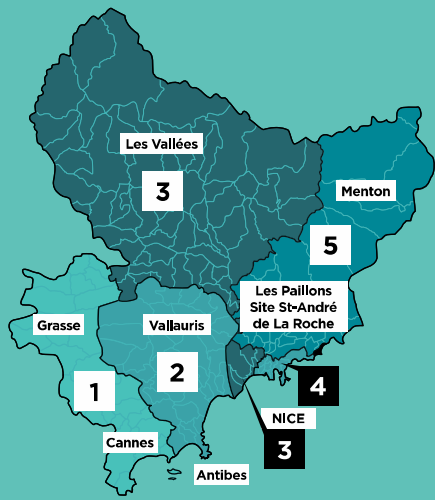 Les Vallées
3
Menton
5
Les Paillons
Site St-André
de La Roche
Grasse
Vallauris
2
1
4
NICE
3
Cannes
Antibes